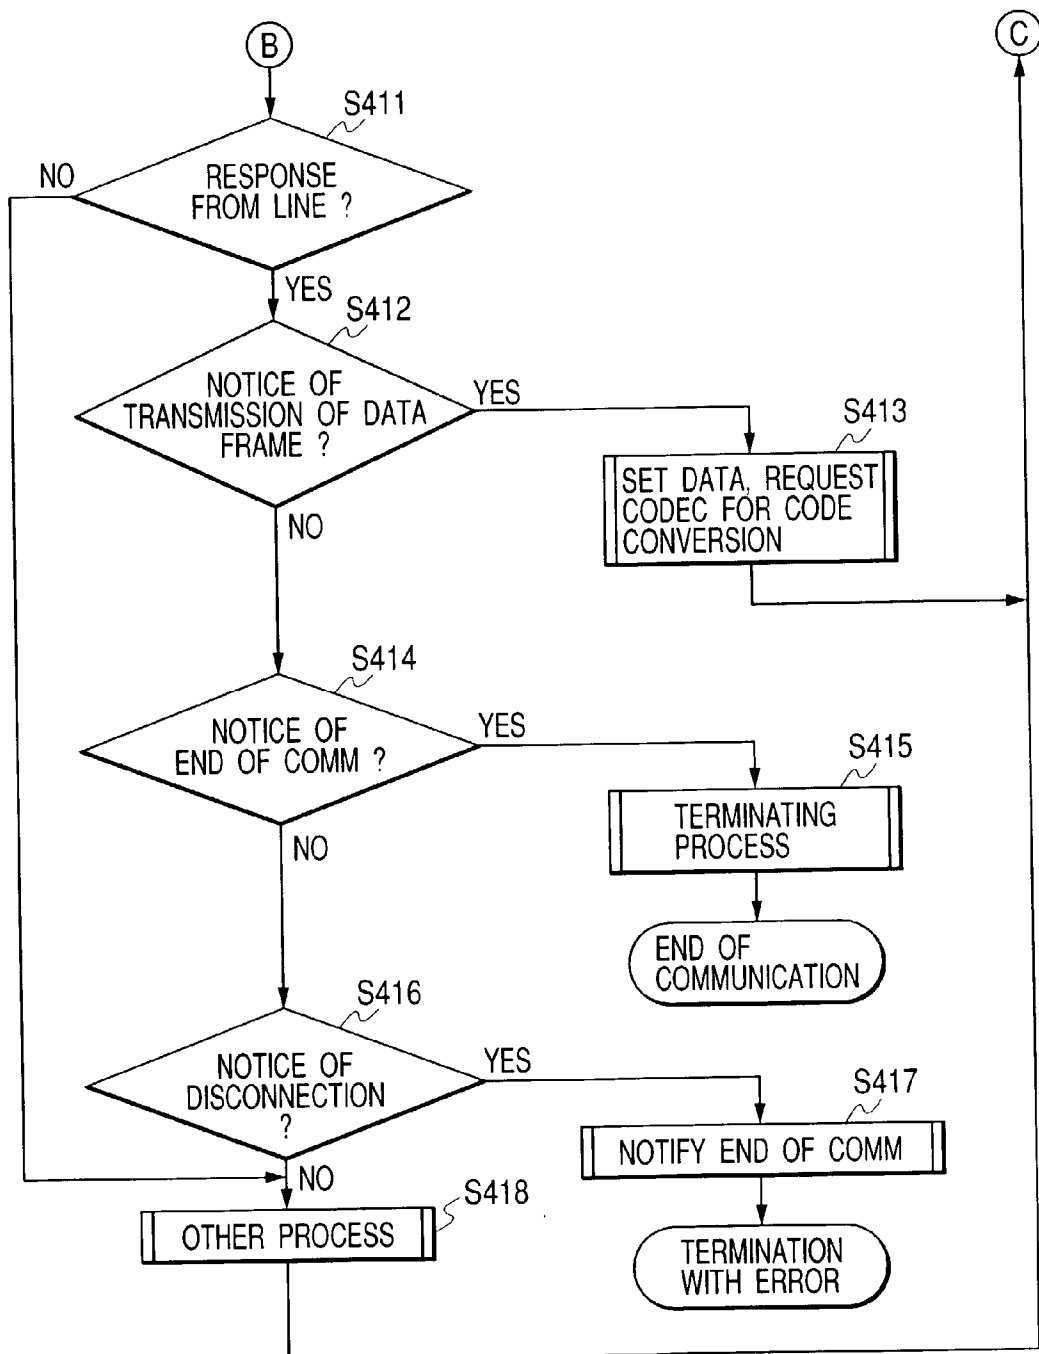 B
C
S411
NO
RESPONSE
FROM LINE ?
YES
S412
NOTICE OF
TRANSMISSION OF DATA
FRAME ?
YES
S413
SET DATA, REQUEST
CODEC FOR CODE
CONVERSION
NO
S414
NOTICE OF
END OF COMM ?
YES
S415
TERMINATING
PROCESS
NO
END OF
COMMUNICATION
S416
NOTICE OF
DISCONNECTION
?
YES
S417
NOTIFY END OF COMM
NO
S418
OTHER PROCESS
TERMINATION
WITH ERROR